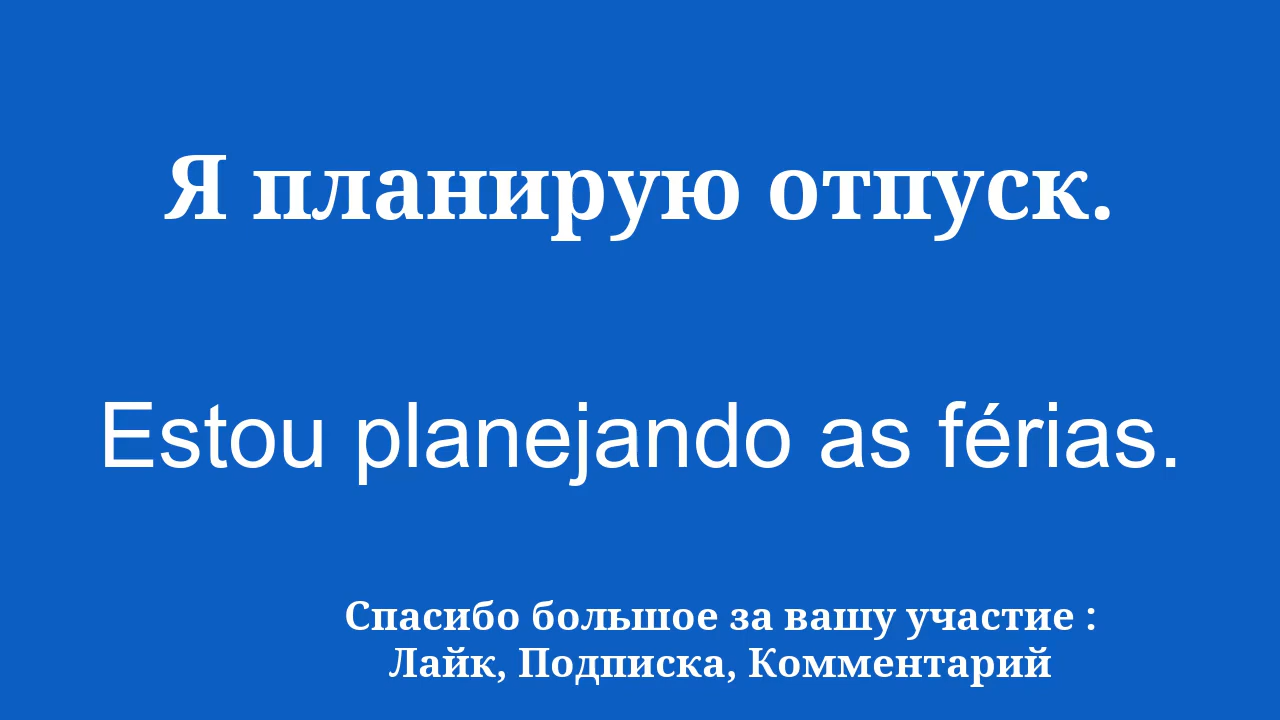 Я планирую отпуск.
Estou planejando as férias.
Спасибо большое за вашу участие :
Лайк, Подписка, Комментарий